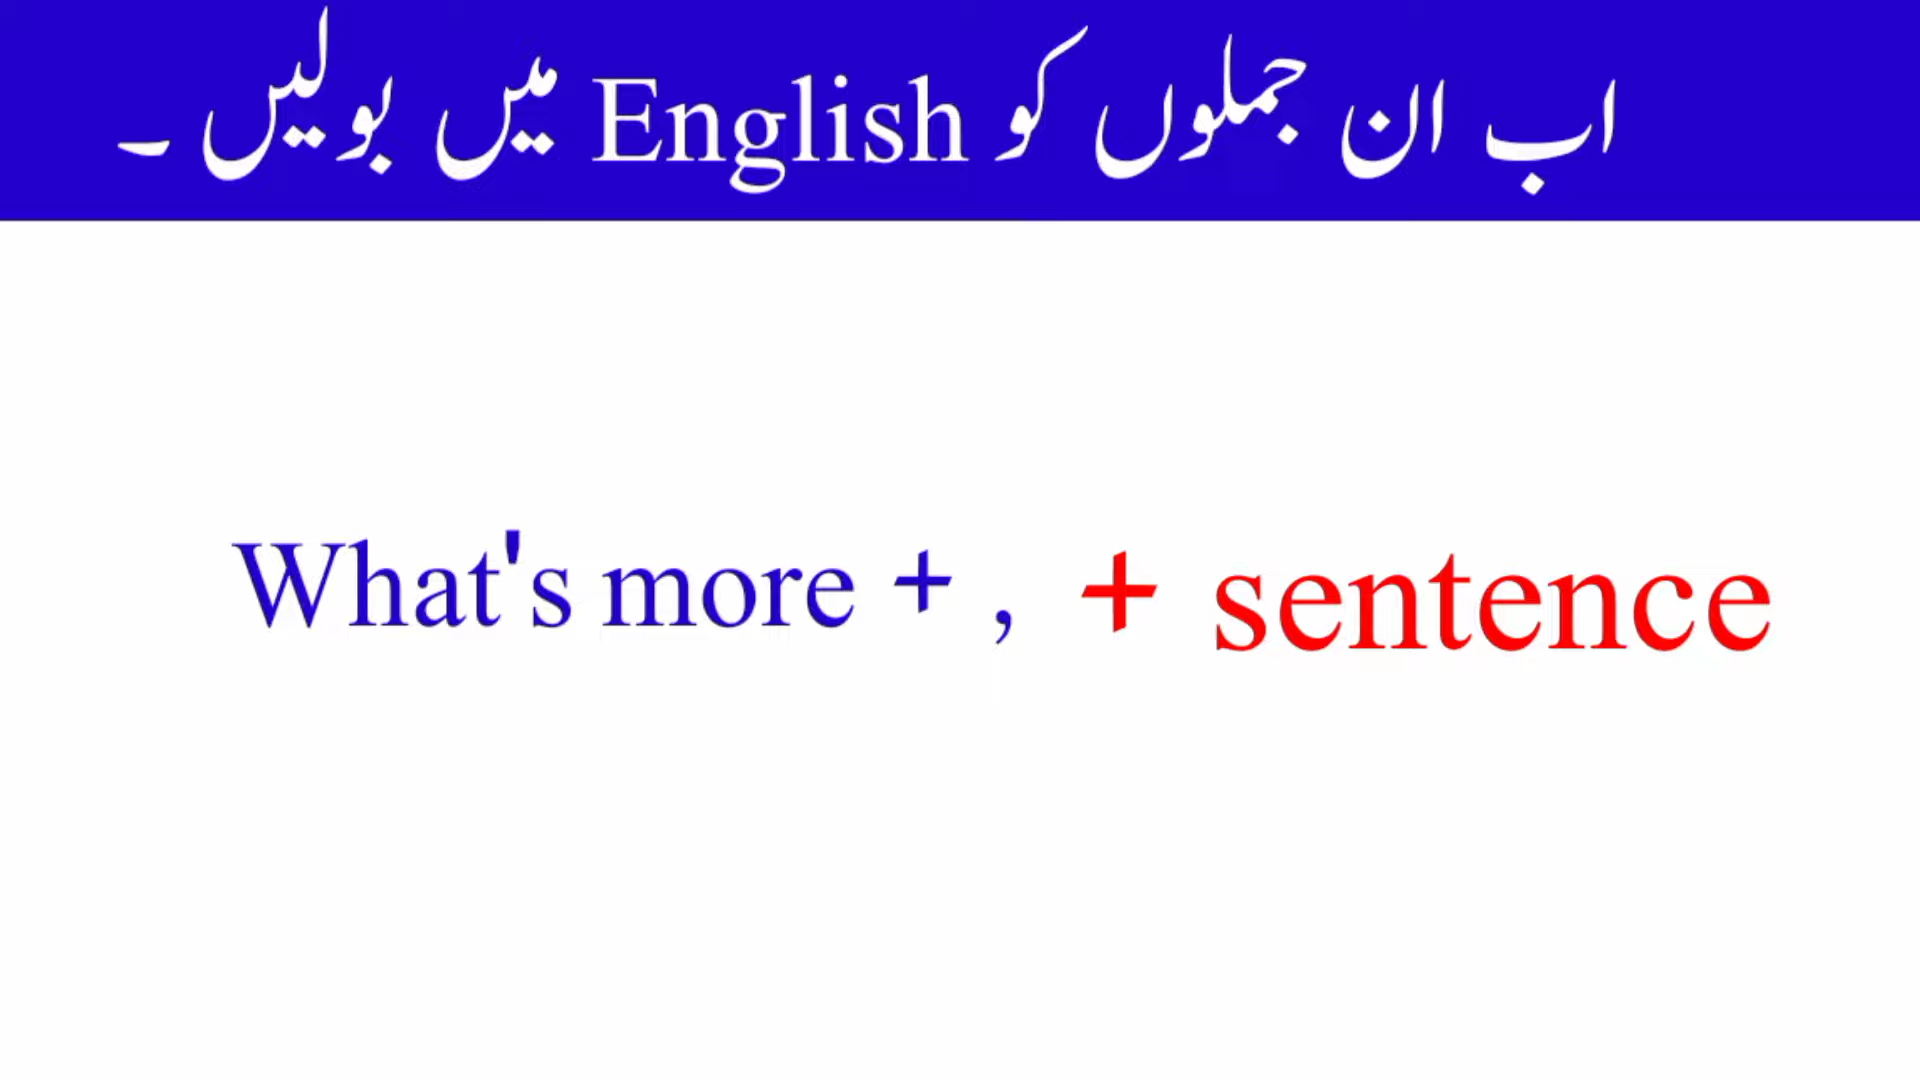 اب ان جملوں کو English میں بولیں ۔
What's more + , + sentence